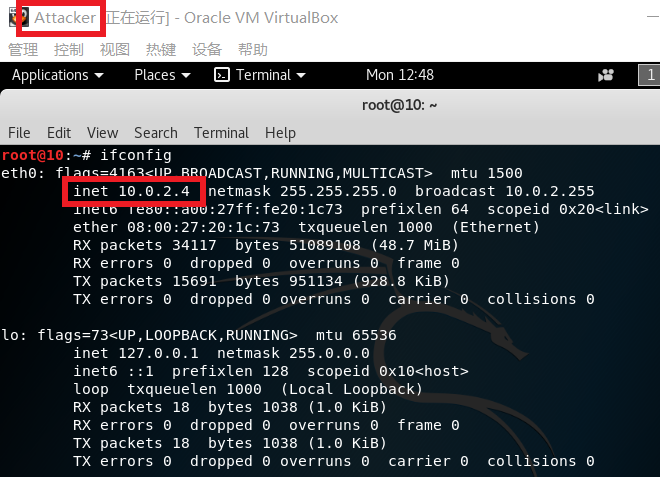 Attacker [正在运行] - Oracle VM VirtualBox
管理 控制 视图 热键 设备 帮助
Applications Places Terminal Mon 12:48 1
root@10: ~
File Edit View Search Terminal Help
root@10:~# ifconfig
eth0: flags=4163<UP,BROADCAST,RUNNING,MULTICAST> mtu 1500
inet 10.0.2.4 netmask 255.255.255.0 broadcast 10.0.2.255
inet6 fe80::a00:27ff:fe20:1c73 prefixlen 64 scopeid 0x20<link>
ether 08:00:27:20:1c:73 txqueuelen 1000 (Ethernet)
RX packets 34117 bytes 51089108 (48.7 MiB)
RX errors 0 dropped 0 overruns 0 frame 0
TX packets 15691 bytes 951134 (928.8 KiB)
TX errors 0 dropped 0 overruns 0 carrier 0 collisions 0
lo: flags=73<UP,LOOPBACK,RUNNING> mtu 65536
inet 127.0.0.1 netmask 255.0.0.0
inet6 ::1 prefixlen 128 scopeid 0x10<host>
loop txqueuelen 1000 (Local Loopback)
RX packets 18 bytes 1038 (1.0 KiB)
RX errors 0 dropped 0 overruns 0 frame 0
TX packets 18 bytes 1038 (1.0 KiB)
TX errors 0 dropped 0 overruns 0 carrier 0 collisions 0